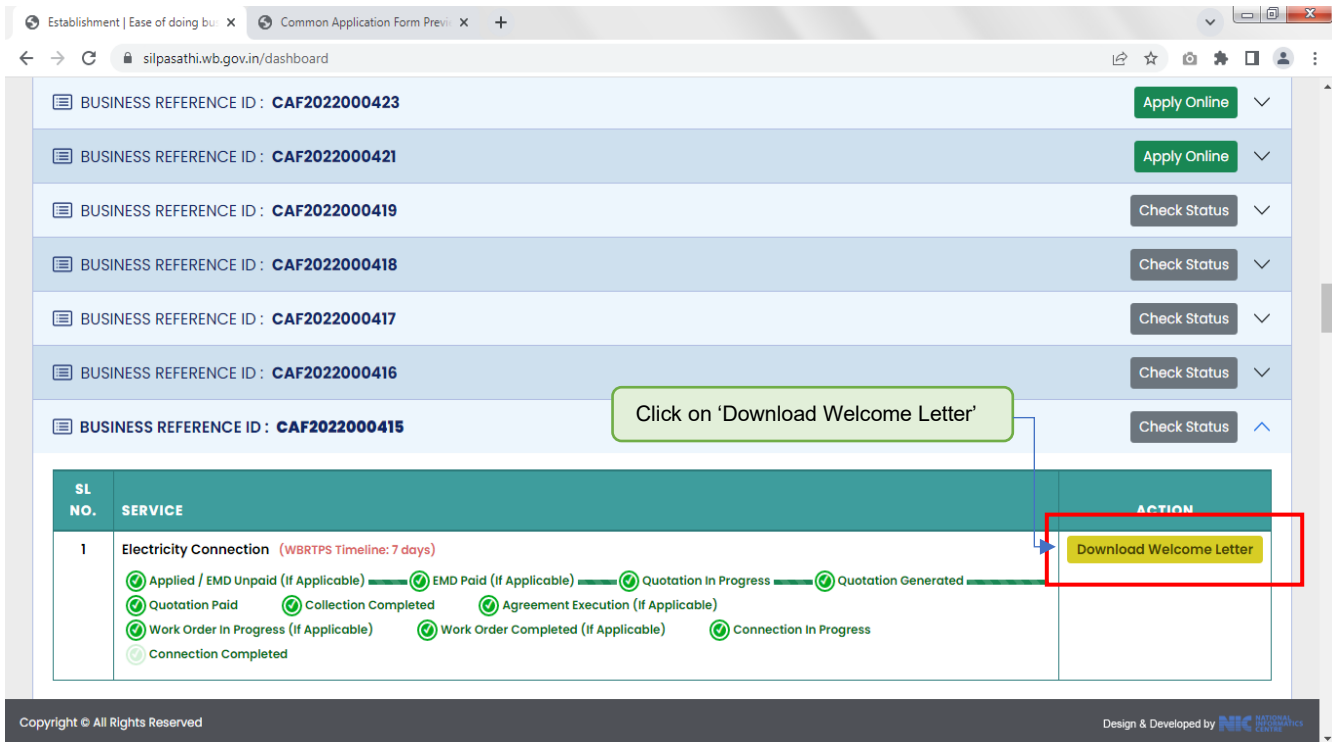 Establishment | Ease of doing bu
Common Application Form Previ
silpasathi.wb.gov.in/dashboard
BUSINESS REFERENCE ID : CAF2022000423
Apply Online
BUSINESS REFERENCE ID : CAF2022000421
Apply Online
BUSINESS REFERENCE ID : CAF2022000419
Check Status
BUSINESS REFERENCE ID : CAF2022000418
Check Status
BUSINESS REFERENCE ID : CAF2022000417
Check Status
BUSINESS REFERENCE ID : CAF2022000416
Check Status
Click on ‘Download Welcome Letter’
BUSINESS REFERENCE ID : CAF2022000415
Check Status
SL NO.
SERVICE
ACTION
1
Electricity Connection (WBRTPS Timeline: 7 days)
Download Welcome Letter
Applied / EMD Unpaid (If Applicable) EMD Paid (If Applicable) Quotation In Progress Quotation Generated
Quotation Paid Collection Completed Agreement Execution (If Applicable)
Work Order In Progress (If Applicable) Work Order Completed (If Applicable) Connection In Progress
Connection Completed
Copyright © All Rights Reserved
Design & Developed by NIC NATIONAL INFORMATICS CENTRE